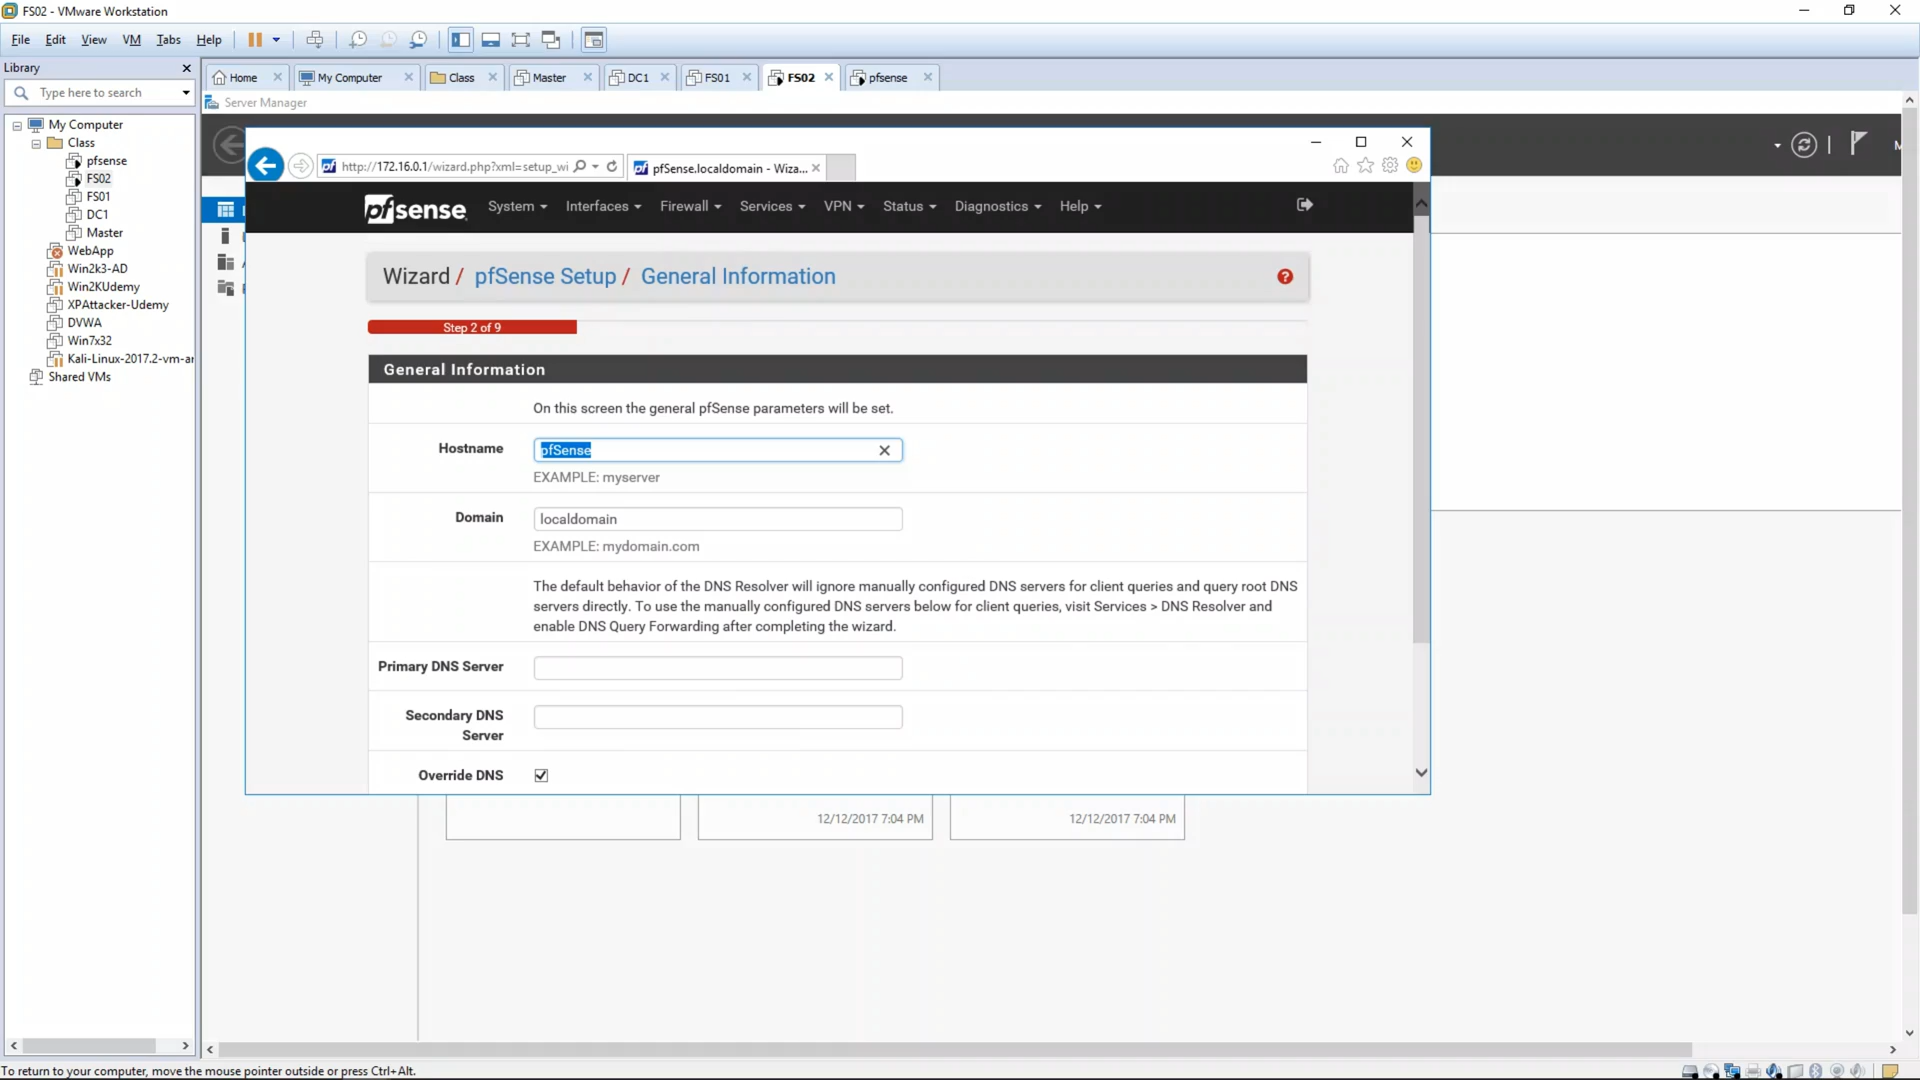 FS02 - VMware Workstation
File Edit View VM Tabs Help
Library
Type here to search
My Computer
Class
pfsense
FS02
FS01
DC1
Master
WebApp
Win2k3-AD
Win2KUdemy
XPAttacker-Udemy
DVWA
Win7x32
Kali-Linux-2017.2-vm-ar
Shared VMs
Home My Computer Class Master DC1 FS01 FS02 pfsense
Server Manager
http://172.16.0.1/wizard.php?xml=setup_wi
pfSense.localdomain - Wiza...
pfsense System Interfaces Firewall Services VPN Status Diagnostics Help
Wizard / pfSense Setup / General Information
Step 2 of 9
General Information
On this screen the general pfSense parameters will be set.
Hostname
pfSense
EXAMPLE: myserver
Domain
localdomain
EXAMPLE: mydomain.com
The default behavior of the DNS Resolver will ignore manually configured DNS servers for client queries and query root DNS
servers directly. To use the manually configured DNS servers below for client queries, visit Services > DNS Resolver and
enable DNS Query Forwarding after completing the wizard.
Primary DNS Server
Secondary DNS
Server
Override DNS
12/12/2017 7:04 PM
12/12/2017 7:04 PM
To return to your computer, move the mouse pointer outside or press Ctrl+Alt.